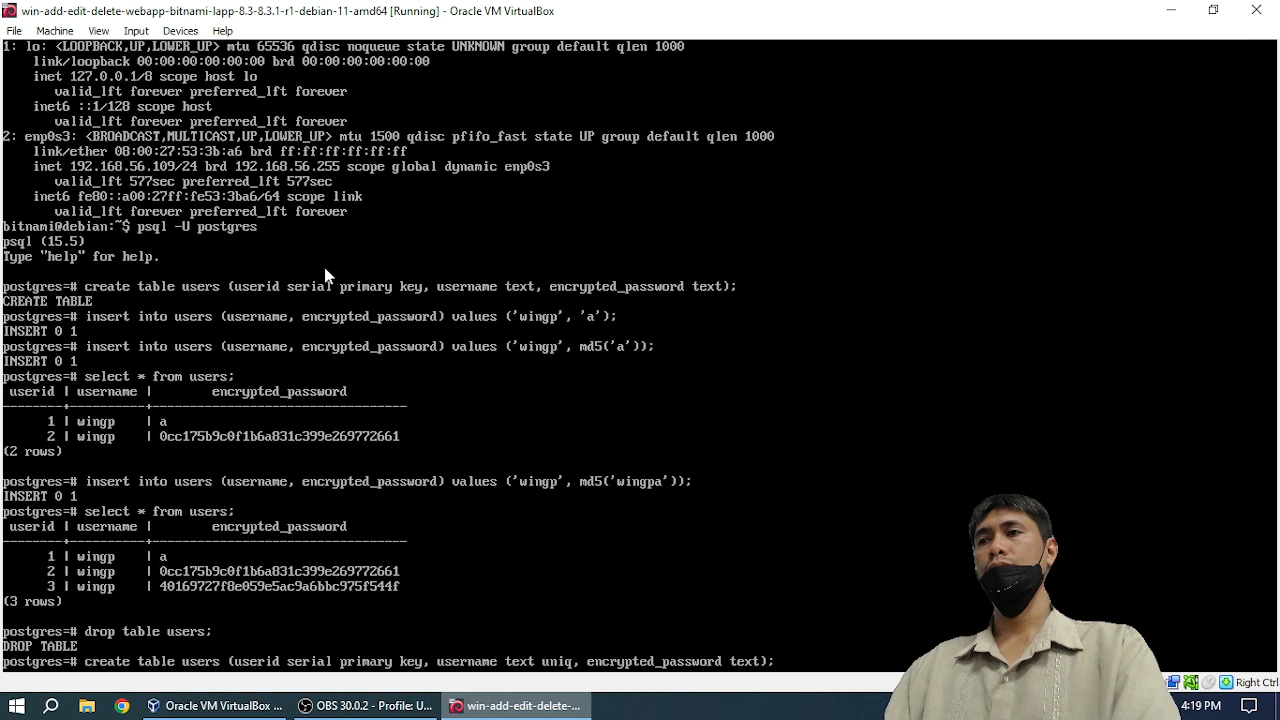 win-add-edit-delete-webapp-bitnami-lapp-8.3-8.3.1-r1-debian-11-amd64 [Running] - Oracle VM VirtualBox
File Machine View Input Devices Help
1: lo: <LOOPBACK,UP,LOWER_UP> mtu 65536 qdisc noqueue state UNKNOWN group default qlen 1000
link/loopback 00:00:00:00:00:00 brd 00:00:00:00:00:00
inet 127.0.0.1/8 scope host lo
valid_lft forever preferred_lft forever
inet6 ::1/128 scope host
valid_lft forever preferred_lft forever
2: enp0s3: <BROADCAST,MULTICAST,UP,LOWER_UP> mtu 1500 qdisc pfifo_fast state UP group default qlen 1000
link/ether 08:00:27:53:3b:a6 brd ff:ff:ff:ff:ff:ff
inet 192.168.56.109/24 brd 192.168.56.255 scope global dynamic enp0s3
valid_lft 577sec preferred_lft 577sec
inet6 fe80::a00:27ff:fe53:3ba6/64 scope link
valid_lft forever preferred_lft forever
bitnami@debian:~$ psql -U postgres
psql (15.5)
Type "help" for help.
postgres=# create table users (userid serial primary key, username text, encrypted_password text);
CREATE TABLE
postgres=# insert into users (username, encrypted_password) values ('wingp', 'a');
INSERT 0 1
postgres=# insert into users (username, encrypted_password) values ('wingp', md5('a'));
INSERT 0 1
postgres=# select * from users;
userid | username | encrypted_password
--------+----------+----------------------------------
1 | wingp | a
2 | wingp | 0cc175b9c0f1b6a831c399e269772661
(2 rows)
postgres=# insert into users (username, encrypted_password) values ('wingp', md5('wingpa'));
INSERT 0 1
postgres=# select * from users;
userid | username | encrypted_password
--------+----------+----------------------------------
1 | wingp | a
2 | wingp | 0cc175b9c0f1b6a831c399e269772661
3 | wingp | 40169727f8e059e5ac9a6bbc975f544f
(3 rows)
postgres=# drop table users;
DROP TABLE
postgres=# create table users (userid serial primary key, username text uniq, encrypted_password text);
Right Ctrl
Oracle VM VirtualBox ... OBS 30.0.2 - Profile: U... win-add-edit-delete-... 4:19 PM